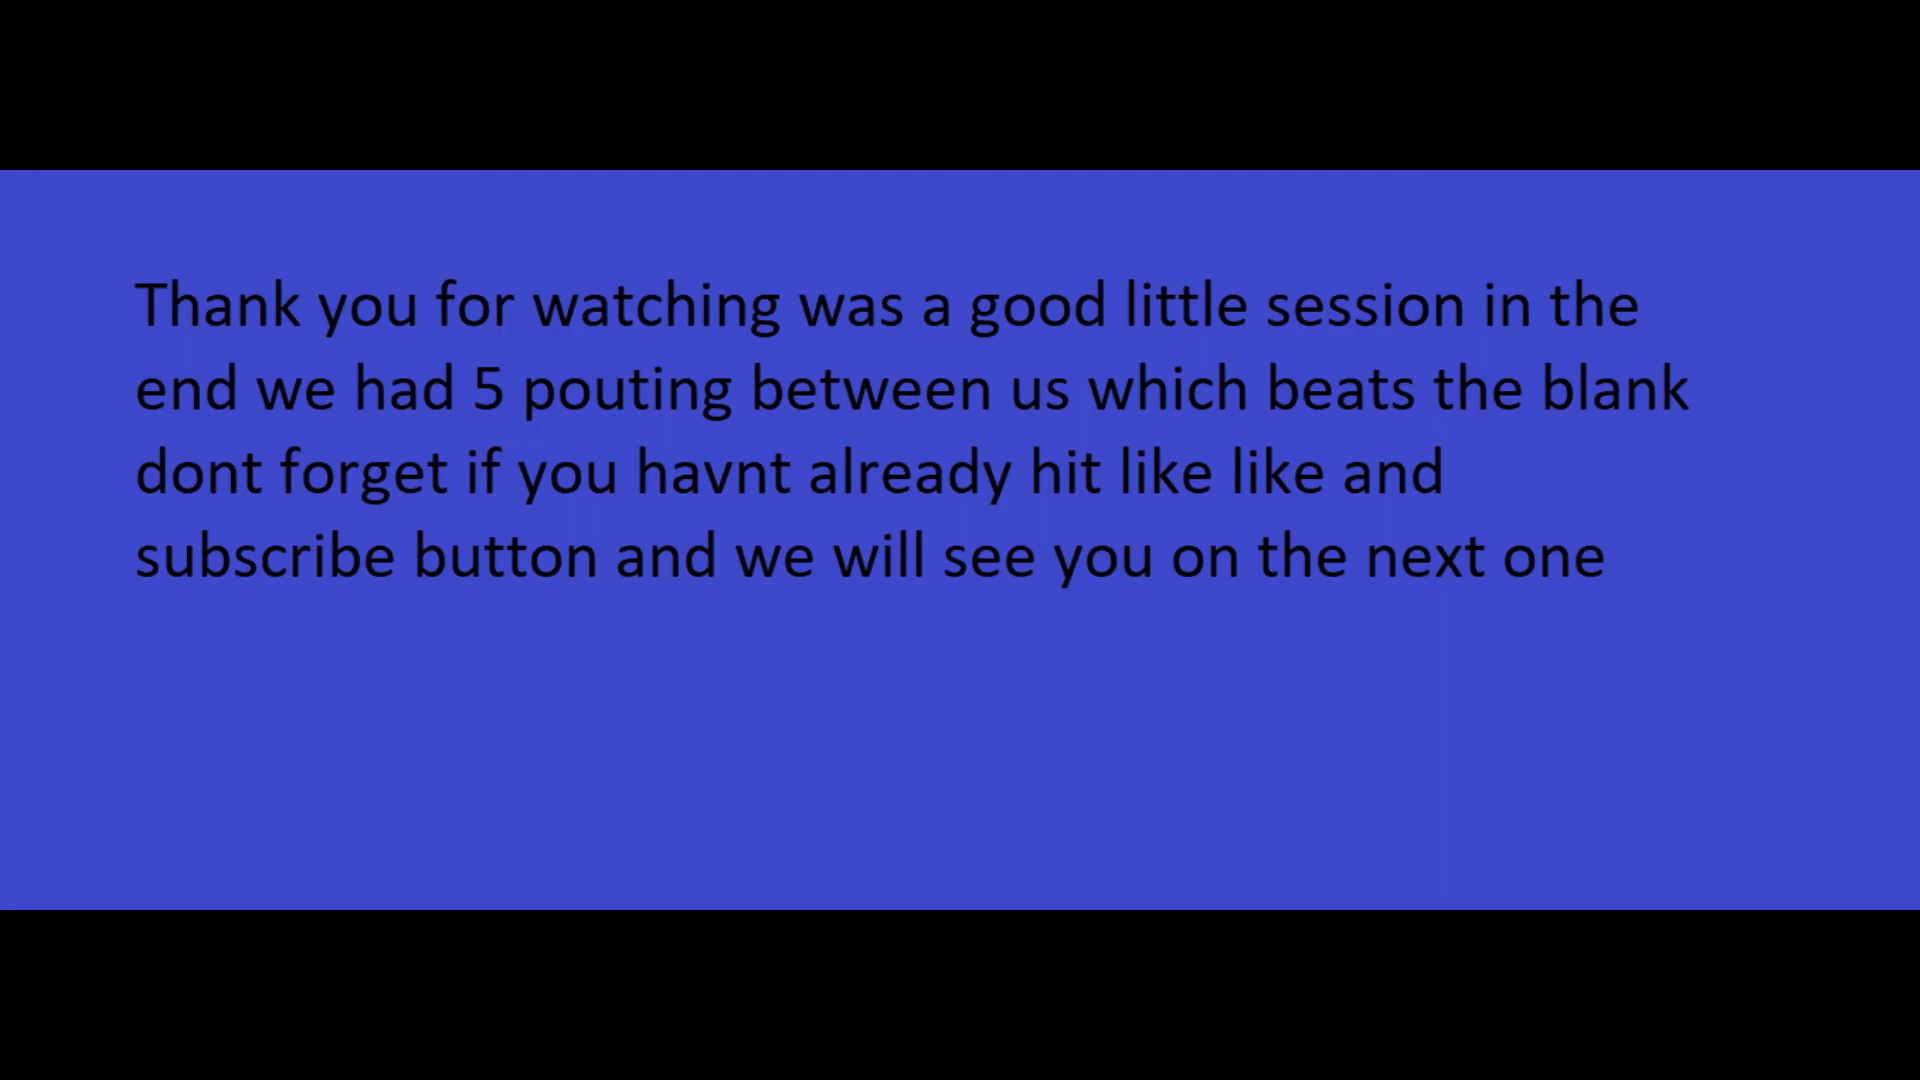 Thank you for watching was a good little session in the
end we had 5 pouting between us which beats the blank
dont forget if you havnt already hit like like and
subscribe button and we will see you on the next one